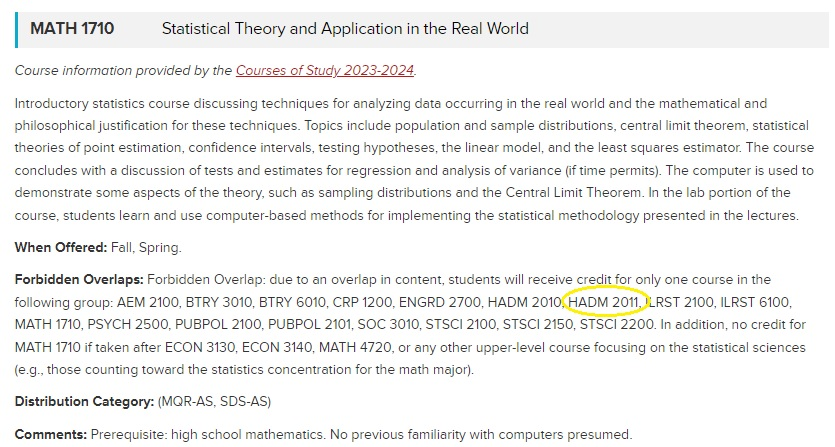 MATH 1710 Statistical Theory and Application in the Real World
Course information provided by the Courses of Study 2023-2024.
Introductory statistics course discussing techniques for analyzing data occurring in the real world and the mathematical and
philosophical justification for these techniques. Topics include population and sample distributions, central limit theorem, statistical
theories of point estimation, confidence intervals, testing hypotheses, the linear model, and the least squares estimator. The course
concludes with a discussion of tests and estimates for regression and analysis of variance (if time permits). The computer is used to
demonstrate some aspects of the theory, such as sampling distributions and the Central Limit Theorem. In the lab portion of the
course, students learn and use computer-based methods for implementing the statistical methodology presented in the lectures.
When Offered: Fall, Spring.
Forbidden Overlaps: Forbidden Overlap: due to an overlap in content, students will receive credit for only one course in the
following group: AEM 2100, BTRY 3010, BTRY 6010, CRP 1200, ENGRD 2700, HADM 2010, HADM 2011, ILRST 2100, ILRST 6100,
MATH 1710, PSYCH 2500, PUBPOL 2100, PUBPOL 2101, SOC 3010, STSCI 2100, STSCI 2150, STSCI 2200. In addition, no credit for
MATH 1710 if taken after ECON 3130, ECON 3140, MATH 4720, or any other upper-level course focusing on the statistical sciences
(e.g., those counting toward the statistics concentration for the math major).
Distribution Category: (MQR-AS, SDS-AS)
Comments: Prerequisite: high school mathematics. No previous familiarity with computers presumed.